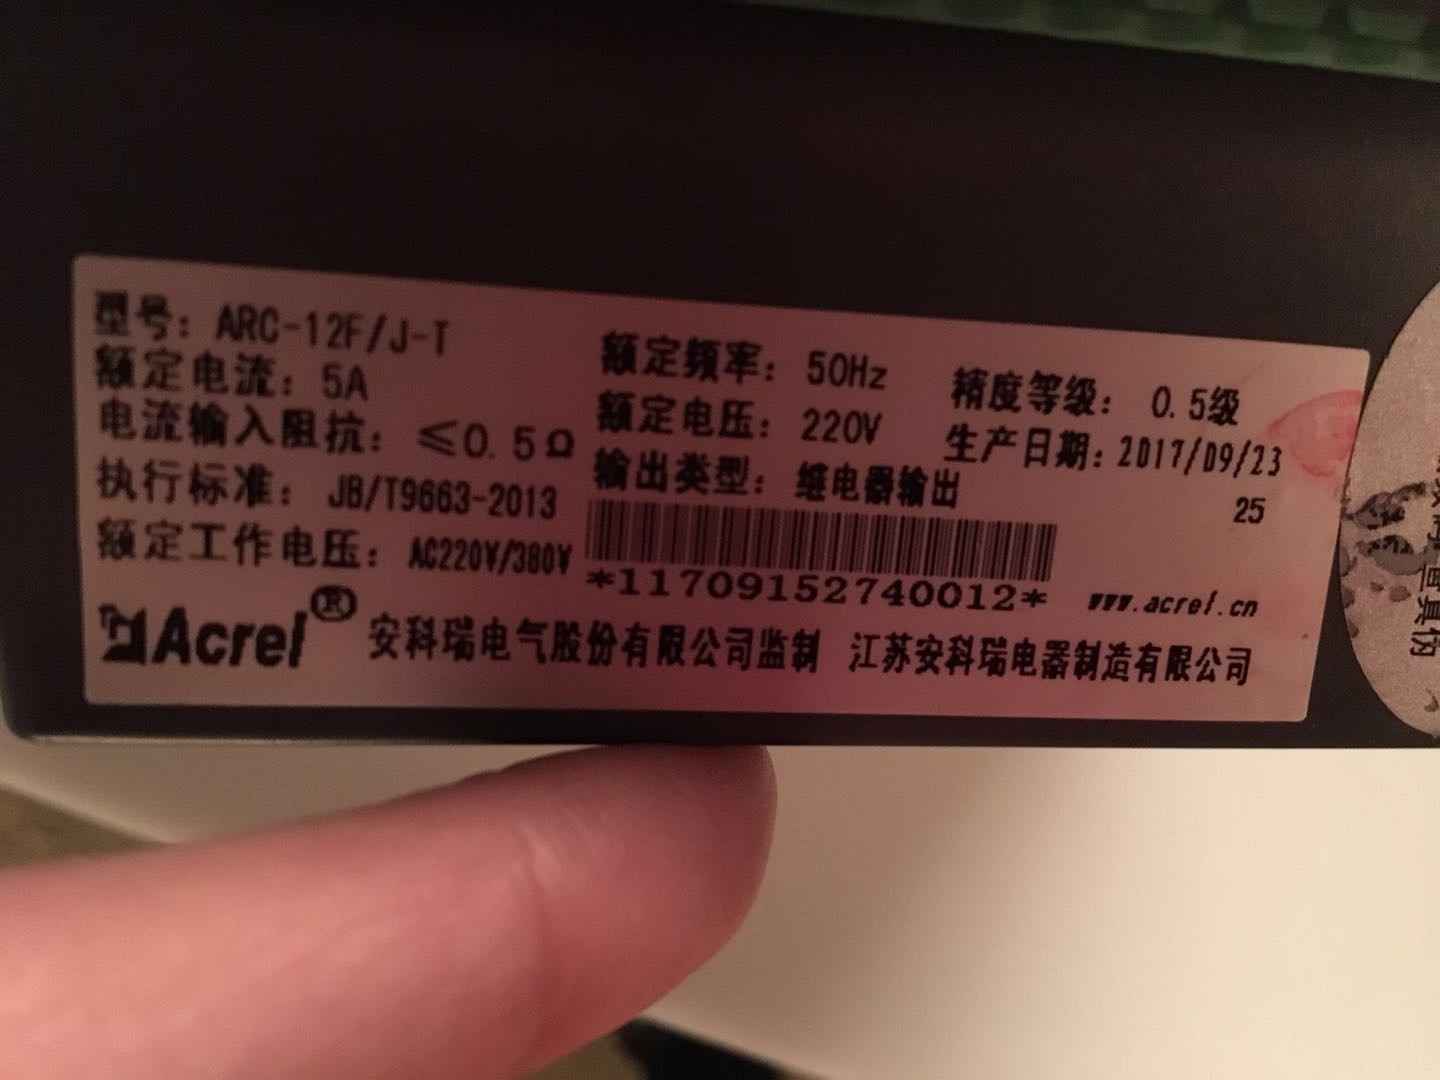 型号：ARC-12F/J-T
额定电流：5A
电流输入阻抗：≤0.5Ω
执行标准：JB/T9663-2013
额定工作电压：AC220V/380V
额定频率：50Hz
额定电压：220V
输出类型：继电器输出
精度等级：0.5级
生产日期：2017/09/23
25
*11709152740012*
www.acrel.cn
Acrel® 安科瑞电气股份有限公司监制 江苏安科瑞电器制造有限公司